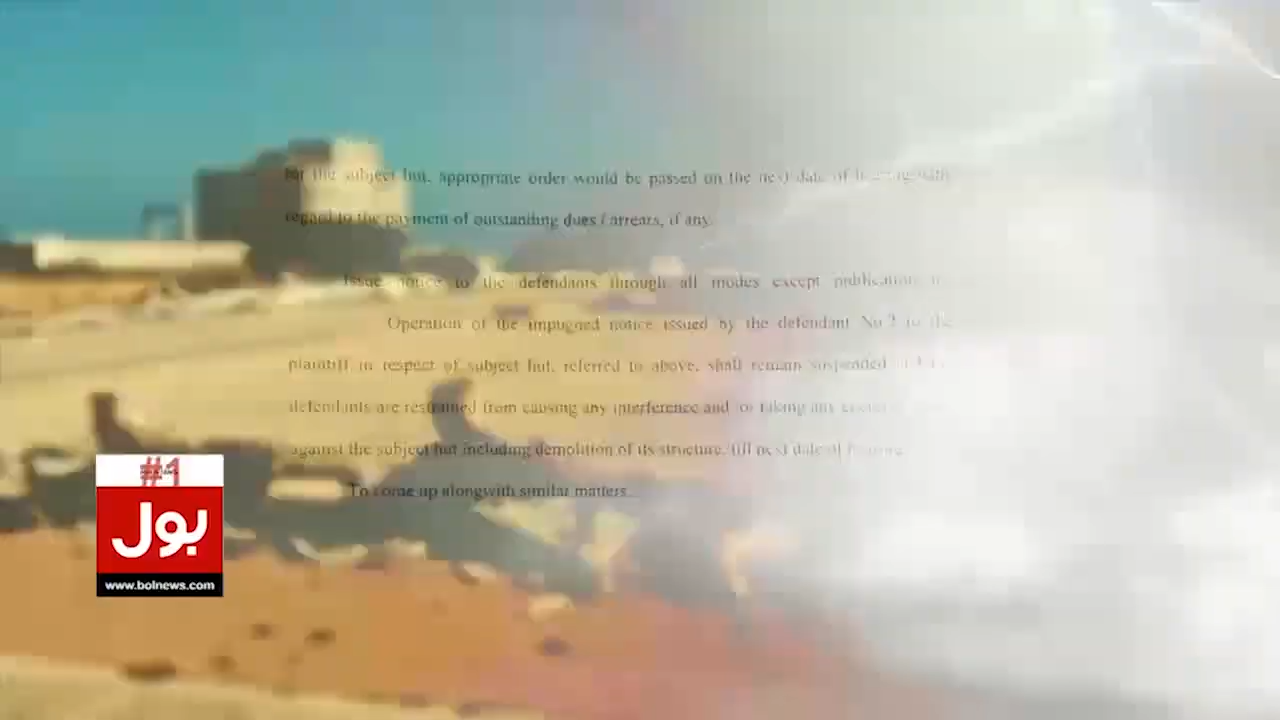 for the subject hut, appropriate order would be passed on the next date of hearing with
regard to the payment of outstanding dues / arrears, if any.
Issue notice to the defendants through all modes except publication
Operation of the impugned notice issued by the defendant No.2 to the
plaintiff in respect of subject hut, referred to above, shall remain suspended
defendants are restrained from causing any interference and / or taking any
against the subject hut including demolition of its structure, till next date of hearing.
To come up alongwith similar matters.
#1
بول
www.bolnews.com